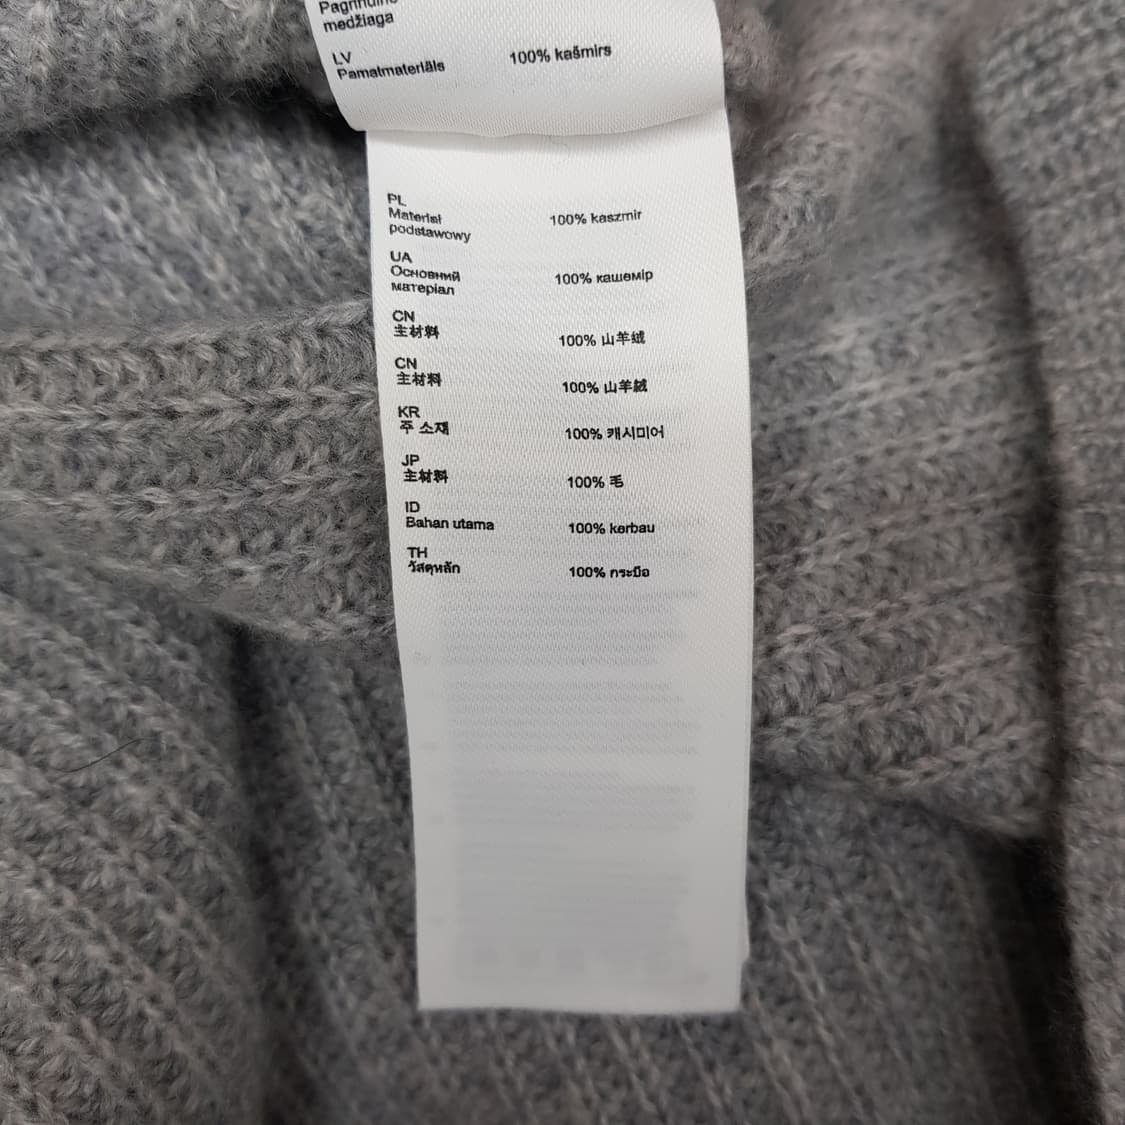 medžiaga
LV
Pamatmateriāls 100% kašmirs
PL
Materiał
podstawowy 100% kaszmir
UA
Основний
матеріал 100% кашемір
CN
主材料 100% 山羊绒
CN
主材料 100% 山羊絨
KR
주 소재 100% 캐시미어
JP
主材料 100% 毛
ID
Bahan utama 100% kerbau
TH
วัสดุหลัก 100% กระบือ